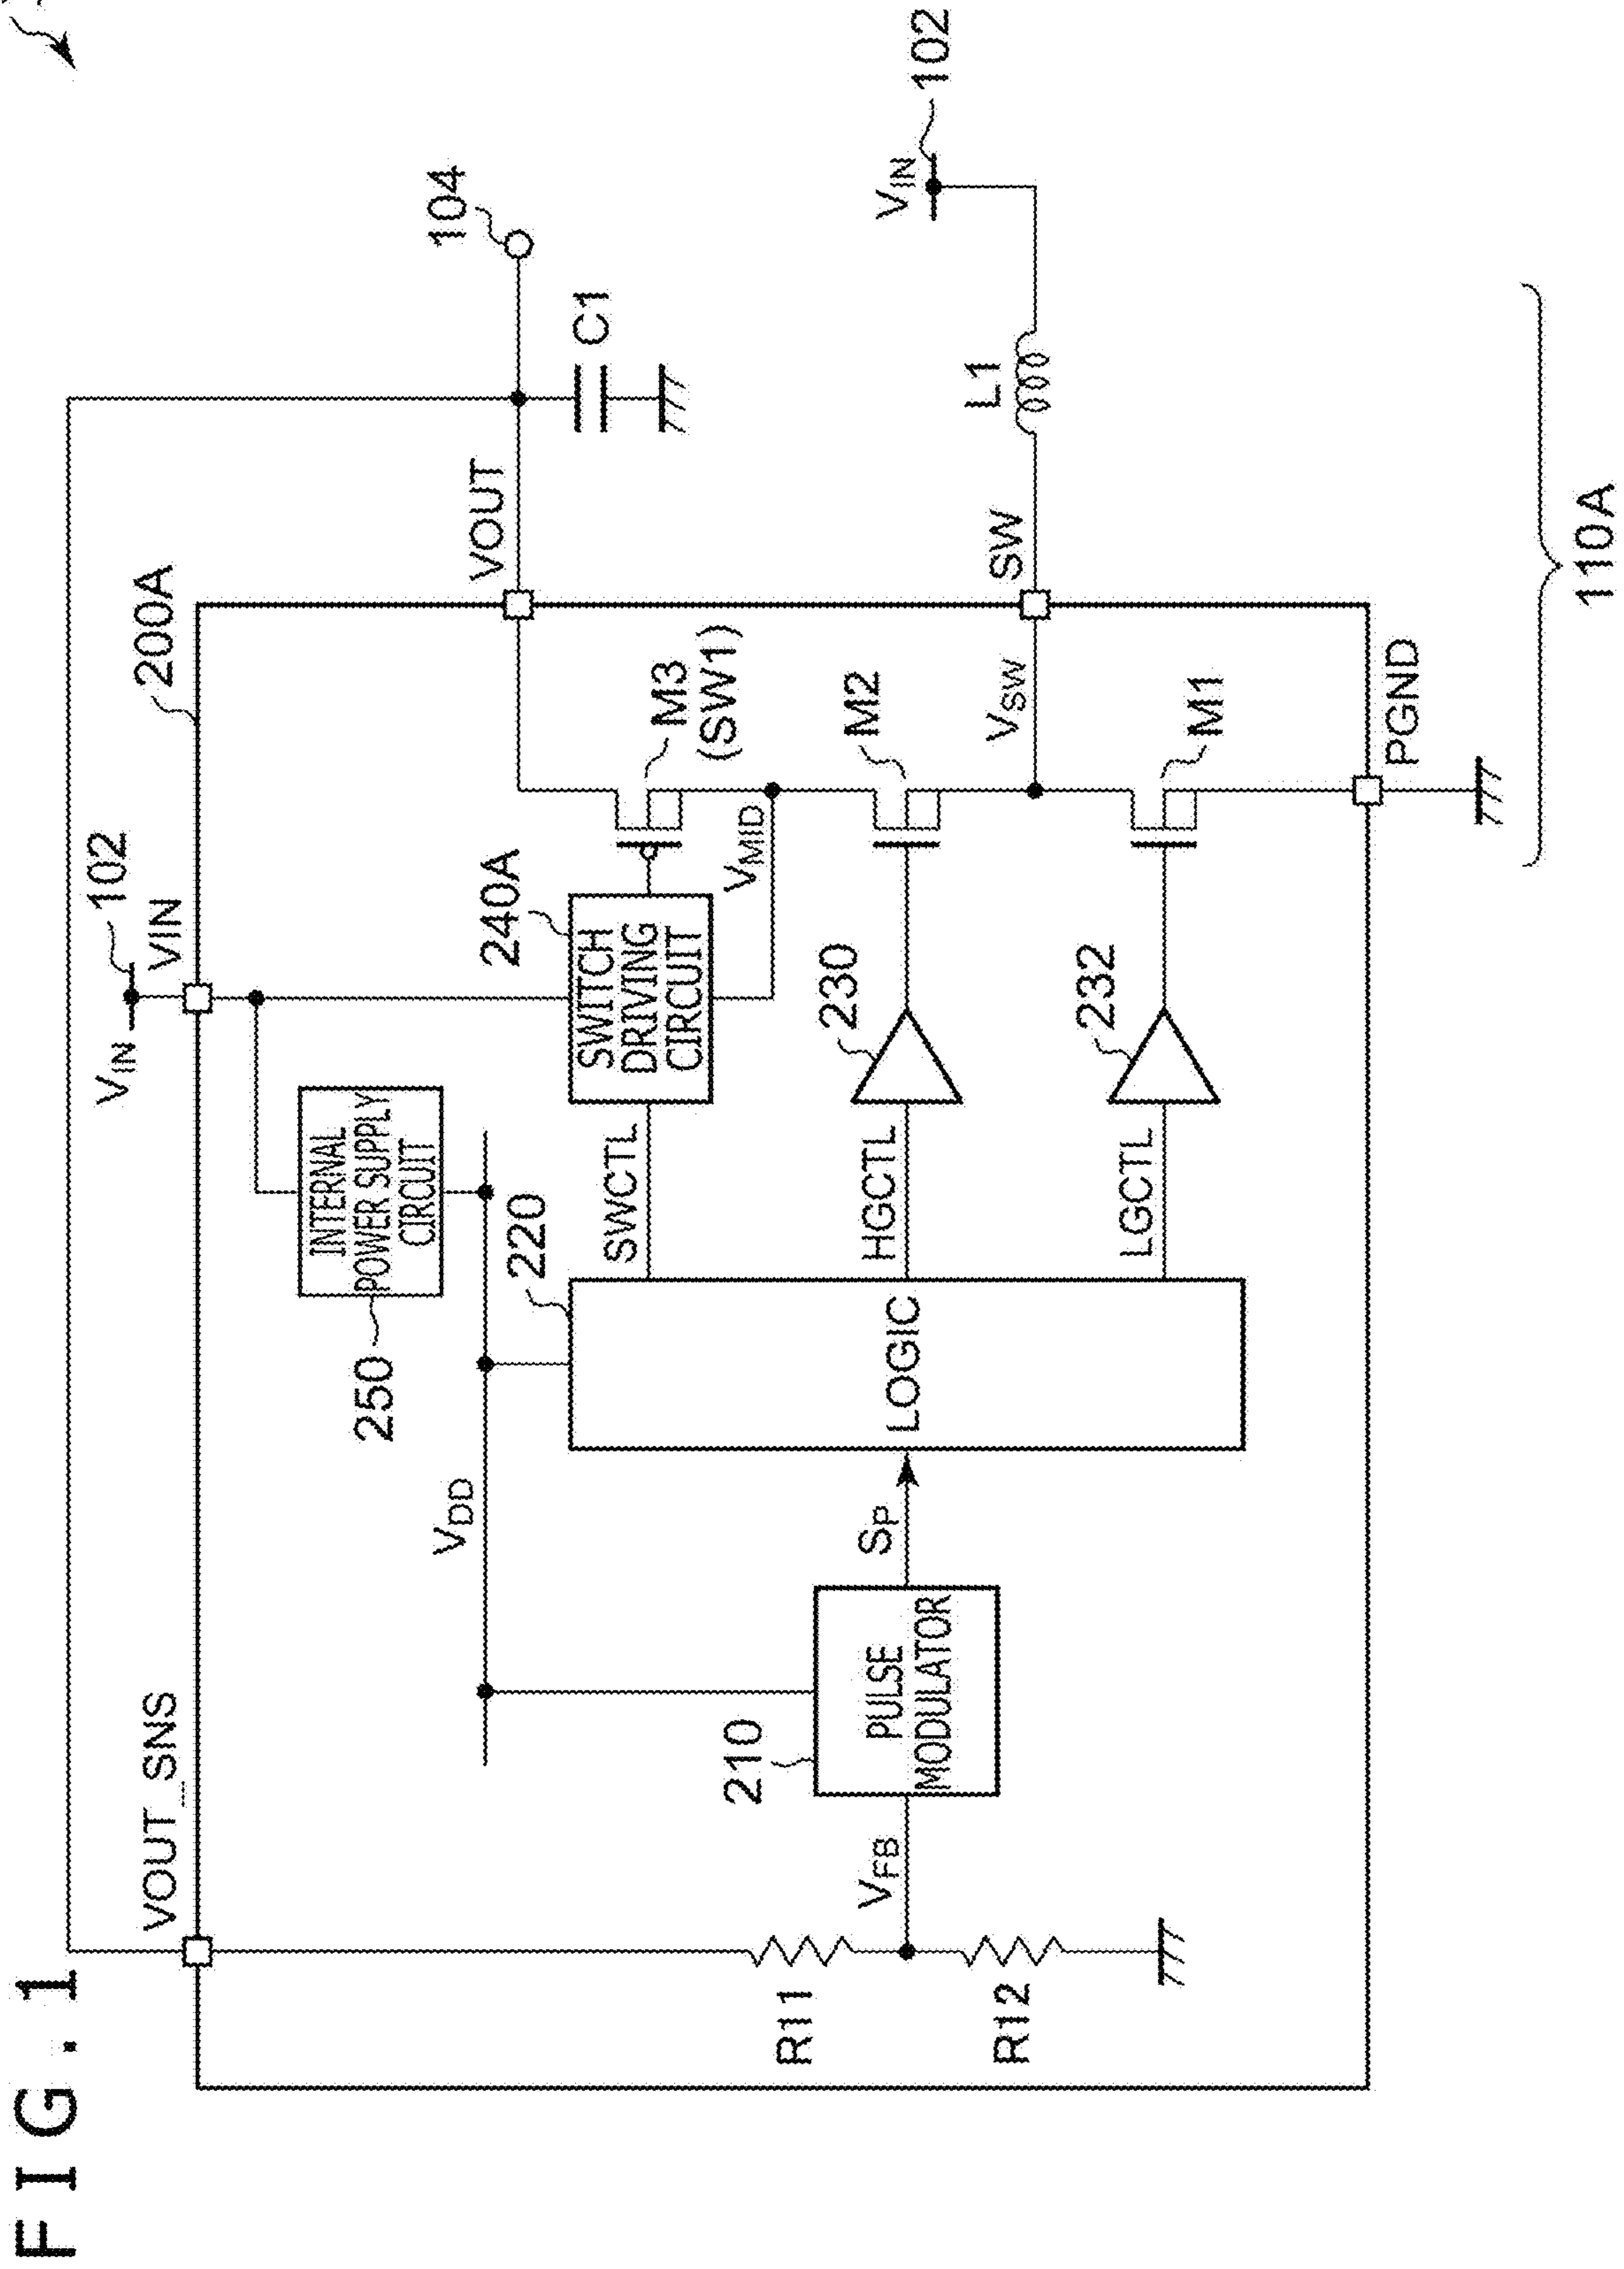 FIG. 1
VOUT_SNS
VIN
102
VIN
200A
INTERNAL
POWER SUPPLY
CIRCUIT
250
VDD
220
240A
SWITCH
DRIVING
CIRCUIT
SWCTL
VOUT
104
C1
M3
(SW1)
VMID
210
PULSE
MODULATOR
SP
LOGIC
HGCTL
230
M2
VSW
SW
L1
VIN
102
R11
VFB
R12
LGCTL
232
M1
PGND
110A